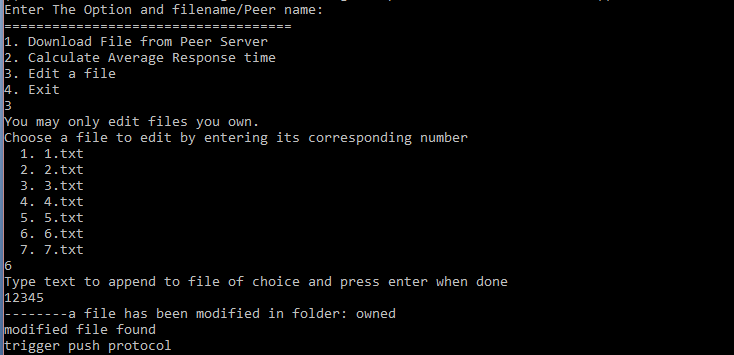 Enter The Option and filename/Peer name:
====================================
1. Download File from Peer Server
2. Calculate Average Response time
3. Edit a file
4. Exit
3
You may only edit files you own.
Choose a file to edit by entering its corresponding number
  1. 1.txt
  2. 2.txt
  3. 3.txt
  4. 4.txt
  5. 5.txt
  6. 6.txt
  7. 7.txt
6
Type text to append to file of choice and press enter when done
12345
--------a file has been modified in folder: owned
modified file found
trigger push protocol